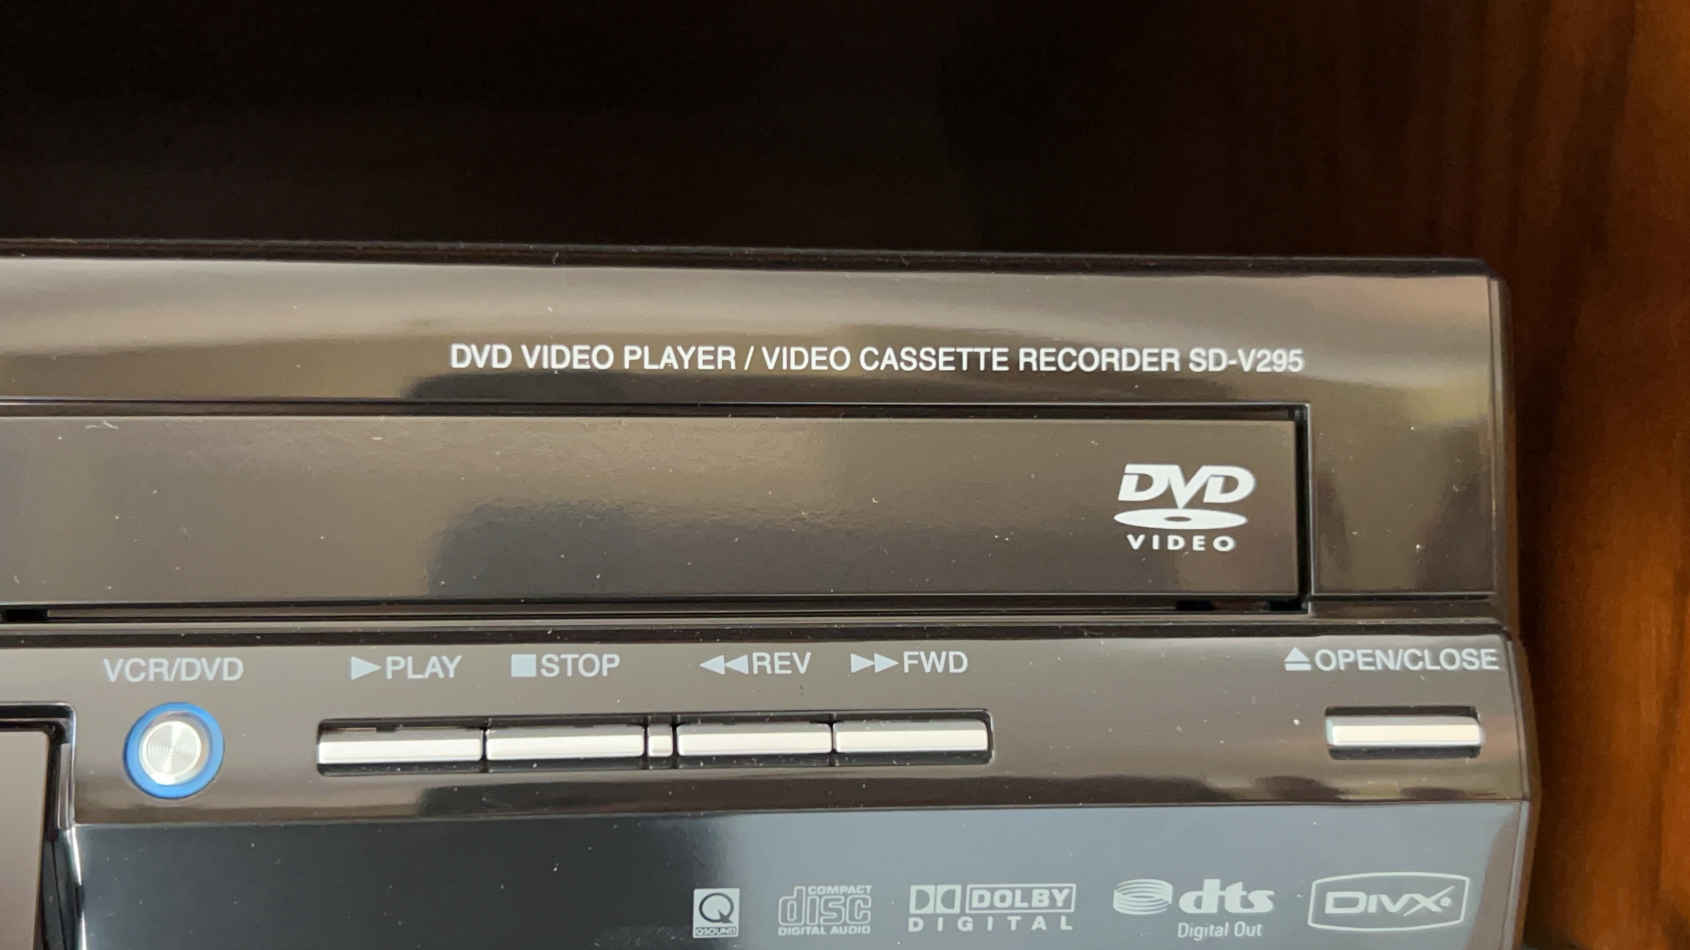 DVD VIDEO PLAYER / VIDEO CASSETTE RECORDER SD-V295
DVD
VIDEO
VCR/DVD ▶PLAY ■STOP ◀◀REV ▶▶FWD ⏏OPEN/CLOSE
Q
QSOUND
COMPACT
disc
DIGITAL AUDIO
DOLBY
DIGITAL
dts
Digital Out
DIVX